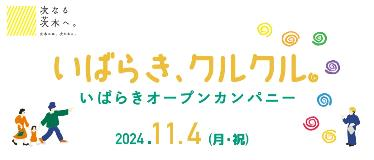 次なる
茨木へ。
いばらき、クルクル。
いばらきオープンカンパニー
2024.11.4 (月・祝)